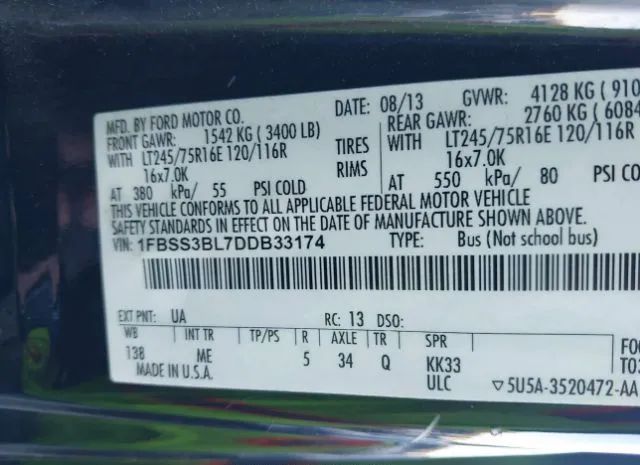 MFD. BY FORD MOTOR CO.
DATE: 08/13 GVWR: 4128 KG ( 910
FRONT GAWR: 1542 KG ( 3400 LB) REAR GAWR: 2760 KG ( 6084
WITH LT245/75R16E 120/116R TIRES WITH LT245/75R16E 120/116R
16x7.0K RIMS 16x7.0K
AT 380 kPa/ 55 PSI COLD AT 550 kPa/ 80 PSI CO
THIS VEHICLE CONFORMS TO ALL APPLICABLE FEDERAL MOTOR VEHICLE
SAFETY STANDARDS IN EFFECT ON THE DATE OF MANUFACTURE SHOWN ABOVE.
VIN: 1FBSS3BL7DDB33174 TYPE: Bus (Not school bus)
EXT PNT: UA RC: 13 DSO:
WB INT TR TP/PS R AXLE TR SPR
138 ME 5 34 Q KK33
MADE IN U.S.A. ULC
FO
TO
▽5U5A-3520472-AA